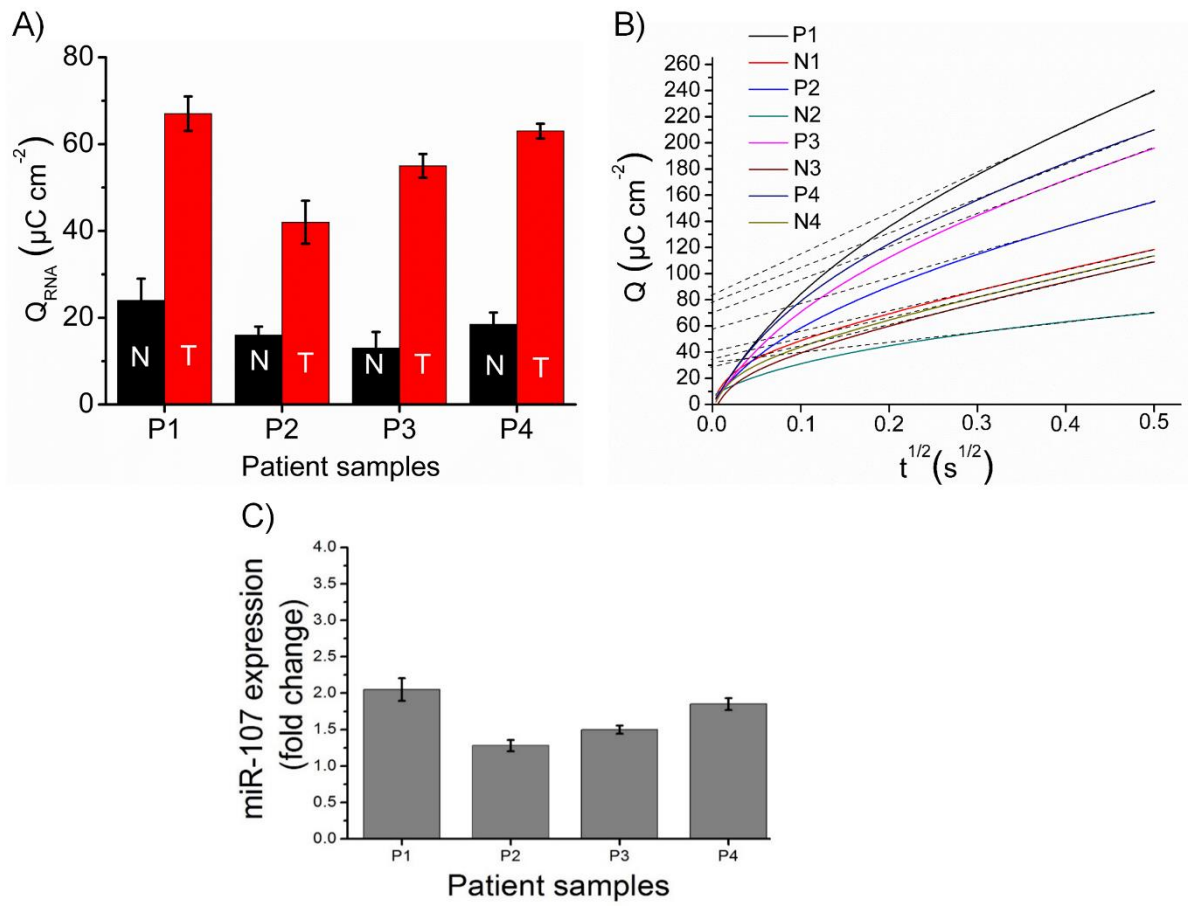 A)
80
60
40
20
0
Q_RNA (μC cm⁻²)
N T N T N T N T
P1 P2 P3 P4
Patient samples
B)
P1
N1
P2
N2
P3
N3
P4
N4
260
240
220
200
180
160
140
120
100
80
60
40
20
0
Q (μC cm⁻²)
0.0 0.1 0.2 0.3 0.4 0.5
t^1/2 (s^1/2)
C)
4.0
3.5
3.0
2.5
2.0
1.5
1.0
0.5
0.0
miR-107 expression
(fold change)
P1 P2 P3 P4
Patient samples